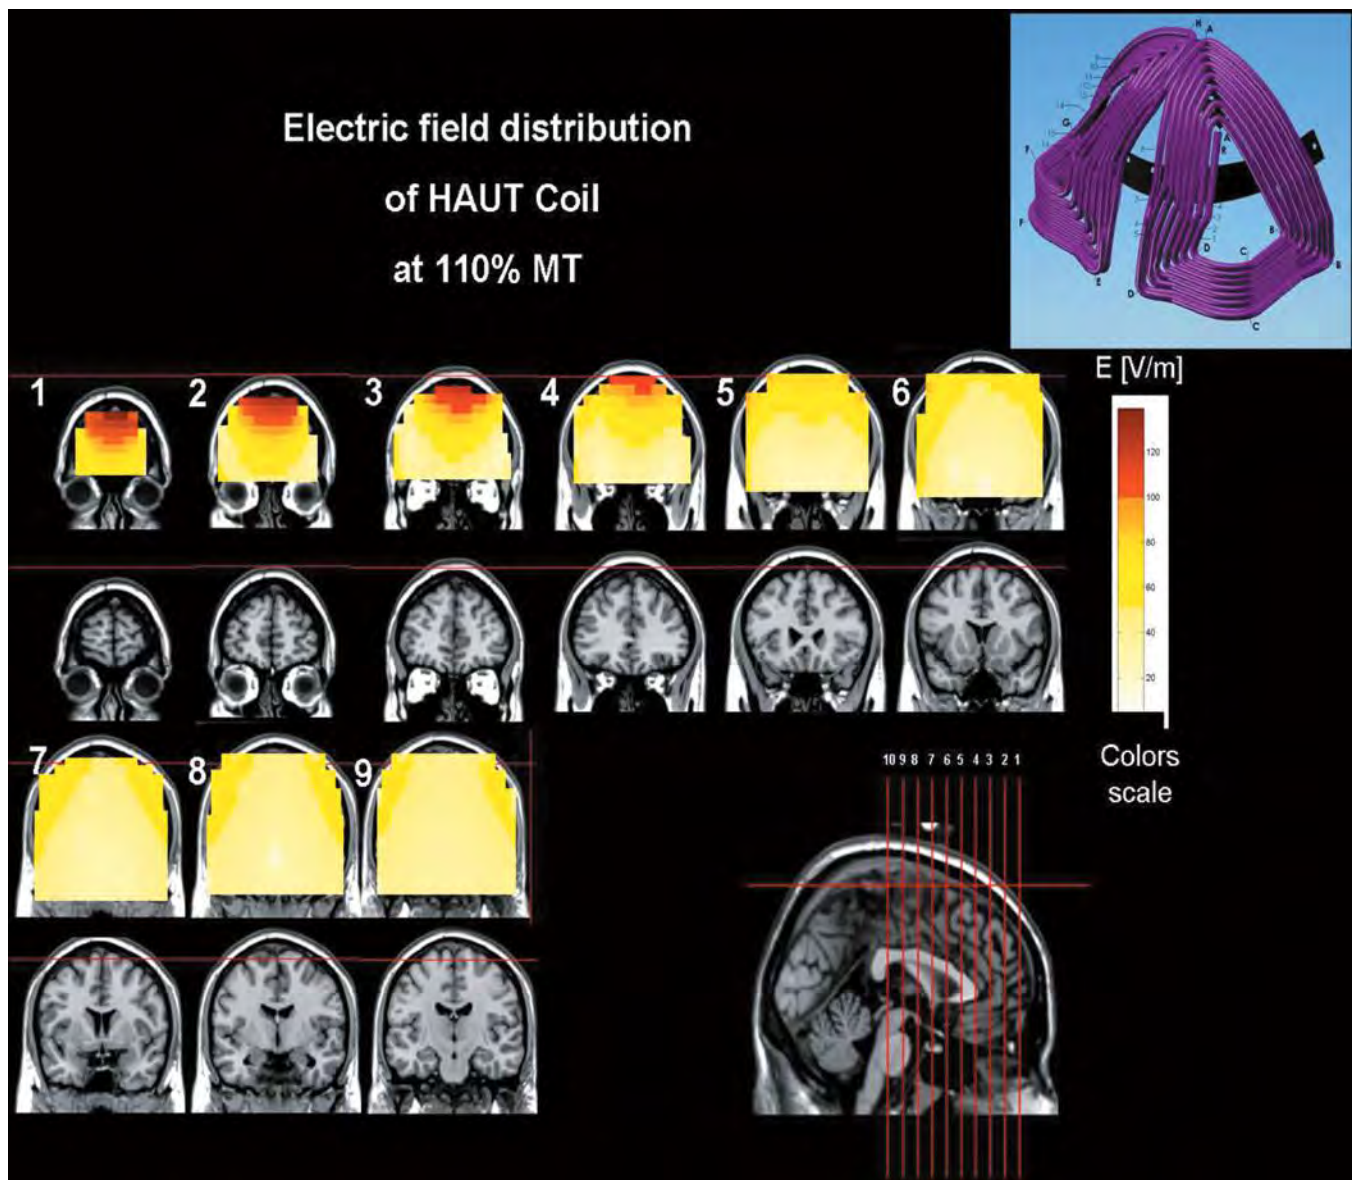 Electric field distribution
of HAUT Coil
at 110% MT
H A
G
F
F
E
A
R
D
D
C
C
B
B
E [V/m]
120
100
80
60
40
20
Colors
scale
1 2 3 4 5 6
7 8 9
10 9 8 7 6 5 4 3 2 1